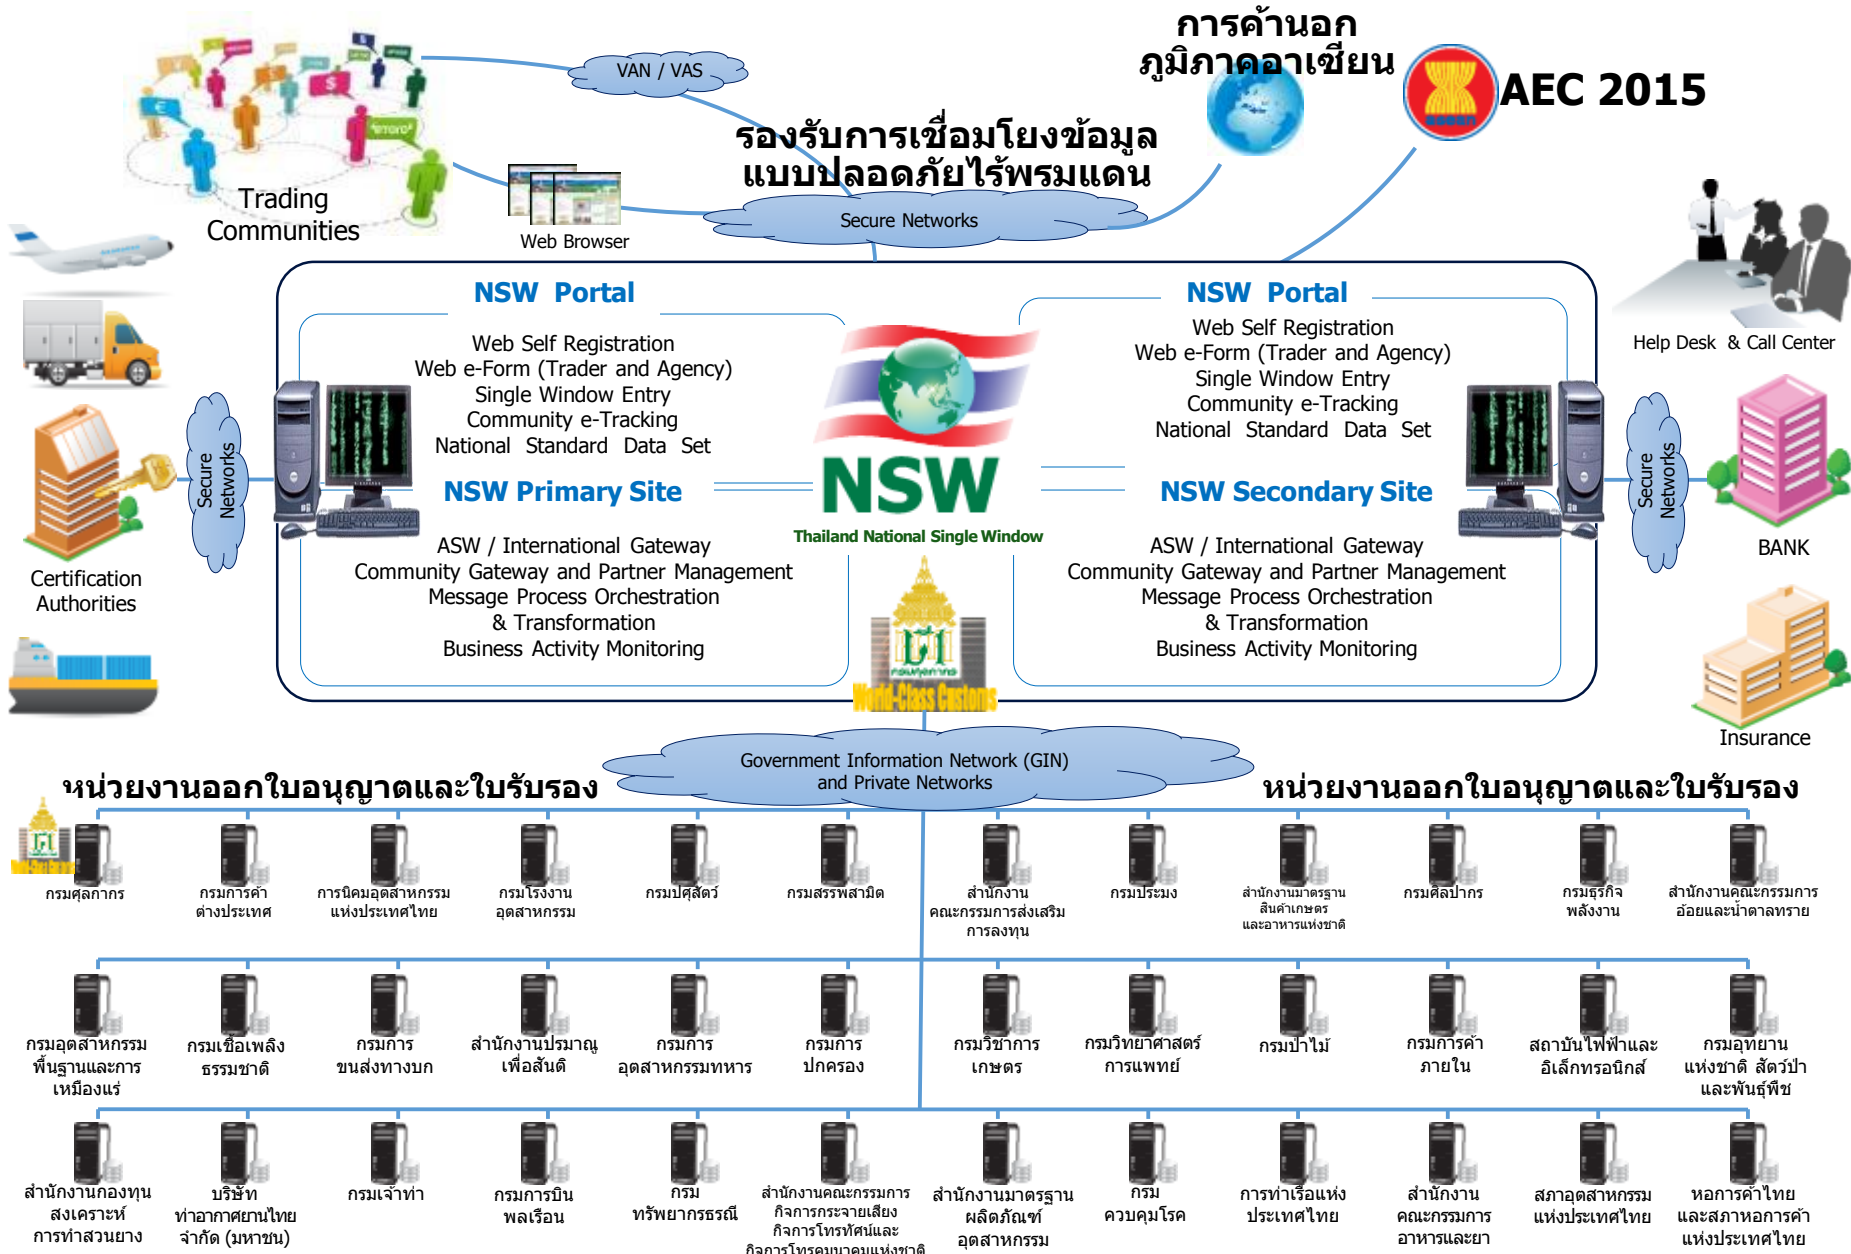 การค้านอก
ภูมิภาคอาเซียน
AEC 2015
VAN / VAS
รองรับการเชื่อมโยงข้อมูล
แบบปลอดภัยไร้พรมแดน
Trading
Communities
Web Browser
Secure Networks
Help Desk & Call Center
NSW Portal
Web Self Registration
Web e-Form (Trader and Agency)
Single Window Entry
Community e-Tracking
National Standard Data Set
NSW Primary Site
ASW / International Gateway
Community Gateway and Partner Management
Message Process Orchestration
& Transformation
Business Activity Monitoring
NSW
Thailand National Single Window
กรมศุลกากร
World-Class Customs
NSW Portal
Web Self Registration
Web e-Form (Trader and Agency)
Single Window Entry
Community e-Tracking
National Standard Data Set
NSW Secondary Site
ASW / International Gateway
Community Gateway and Partner Management
Message Process Orchestration
& Transformation
Business Activity Monitoring
Secure
Networks
Secure
Networks
Certification
Authorities
BANK
Insurance
Government Information Network (GIN)
and Private Networks
หน่วยงานออกใบอนุญาตและใบรับรอง
หน่วยงานออกใบอนุญาตและใบรับรอง
World-Class Customs
กรมศุลกากร
กรมการค้า
ต่างประเทศ
การนิคมอุตสาหกรรม
แห่งประเทศไทย
กรมโรงงาน
อุตสาหกรรม
กรมปศุสัตว์
กรมสรรพสามิต
สำนักงาน
คณะกรรมการส่งเสริม
การลงทุน
กรมประมง
สำนักงานมาตรฐาน
สินค้าเกษตร
และอาหารแห่งชาติ
กรมศิลปากร
กรมธุรกิจ
พลังงาน
สำนักงานคณะกรรมการ
อ้อยและน้ำตาลทราย
กรมอุตสาหกรรม
พื้นฐานและการ
เหมืองแร่
กรมเชื้อเพลิง
ธรรมชาติ
กรมการ
ขนส่งทางบก
สำนักงานปรมาณู
เพื่อสันติ
กรมการ
อุตสาหกรรมทหาร
กรมการ
ปกครอง
กรมวิชาการ
เกษตร
กรมวิทยาศาสตร์
การแพทย์
กรมป่าไม้
กรมการค้า
ภายใน
สถาบันไฟฟ้าและ
อิเล็กทรอนิกส์
กรมอุทยาน
แห่งชาติ สัตว์ป่า
และพันธุ์พืช
สำนักงานกองทุน
สงเคราะห์
การทำสวนยาง
บริษัท
ท่าอากาศยานไทย
จำกัด (มหาชน)
กรมเจ้าท่า
กรมการบิน
พลเรือน
กรม
ทรัพยากรธรณี
สำนักงานคณะกรรมการ
กิจการกระจายเสียง
กิจการโทรทัศน์และ
กิจการโทรคมนาคมแห่งชาติ
สำนักงานมาตรฐาน
ผลิตภัณฑ์
อุตสาหกรรม
กรม
ควบคุมโรค
การท่าเรือแห่ง
ประเทศไทย
สำนักงาน
คณะกรรมการ
อาหารและยา
สภาอุตสาหกรรม
แห่งประเทศไทย
หอการค้าไทย
และสภาหอการค้า
แห่งประเทศไทย